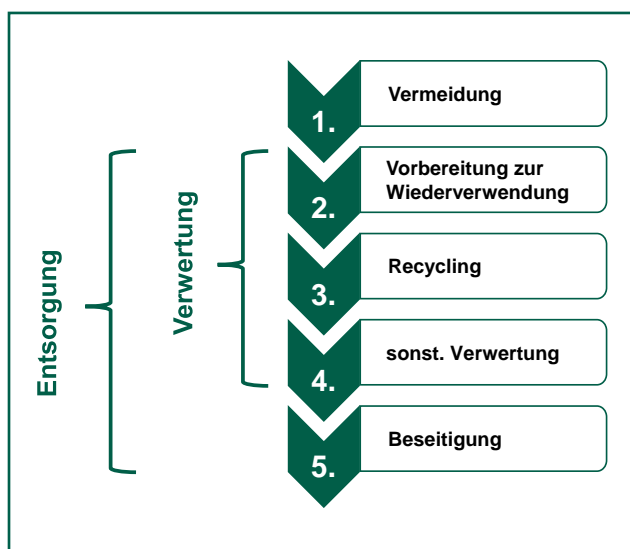 1.
Vermeidung
2.
Vorbereitung zur
Wiederverwendung
3.
Recycling
4.
sonst. Verwertung
5.
Beseitigung
Verwertung
Entsorgung